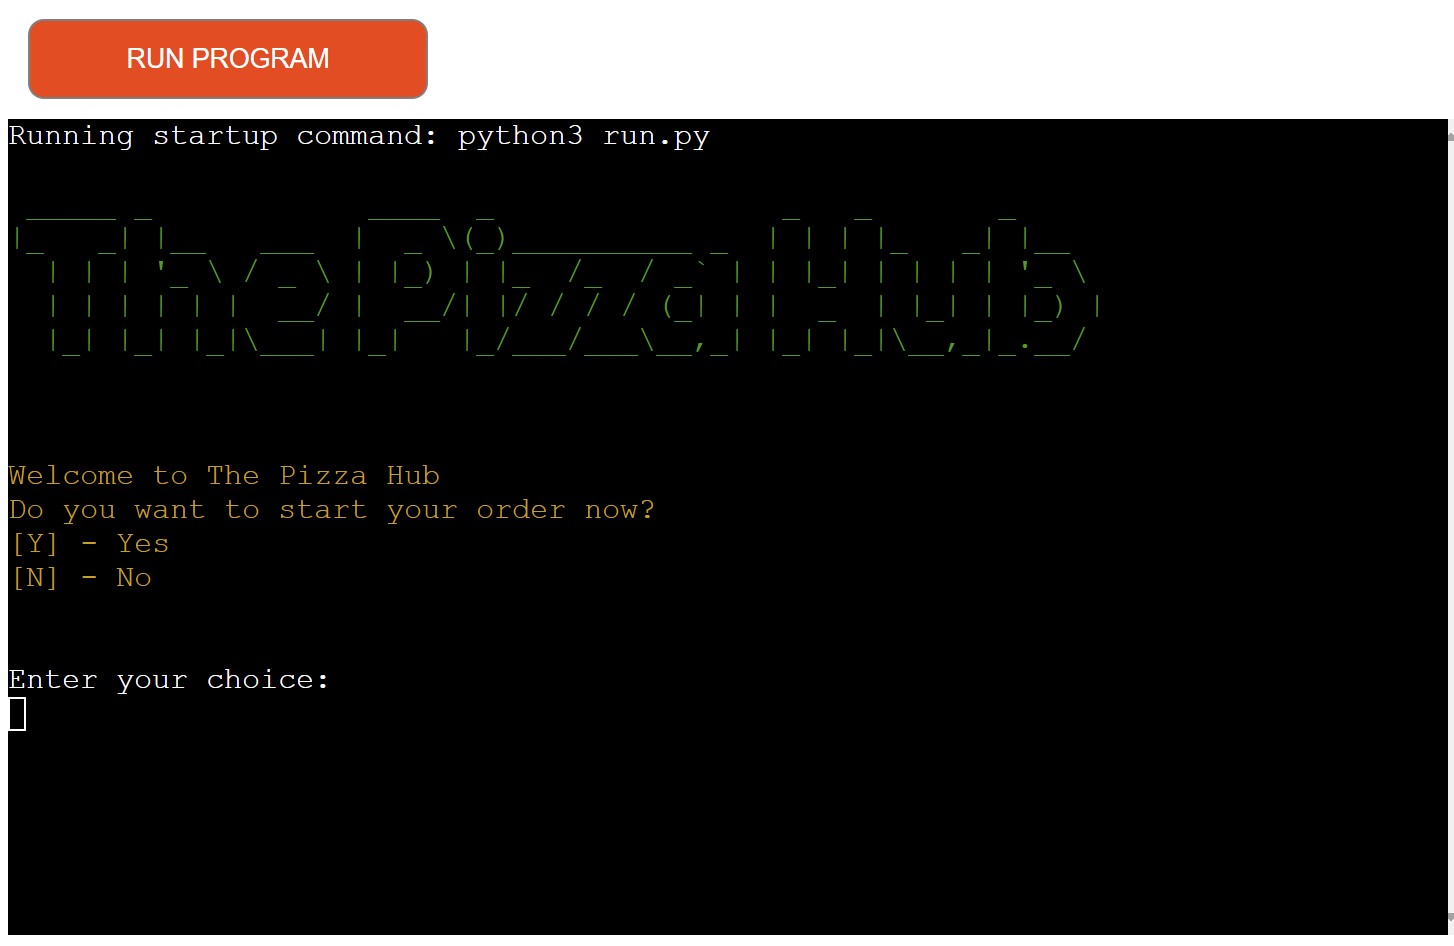 RUN PROGRAM
Running startup command: python3 run.py
The Pizza Hub
Welcome to The Pizza Hub
Do you want to start your order now?
[Y] - Yes
[N] - No
Enter your choice: